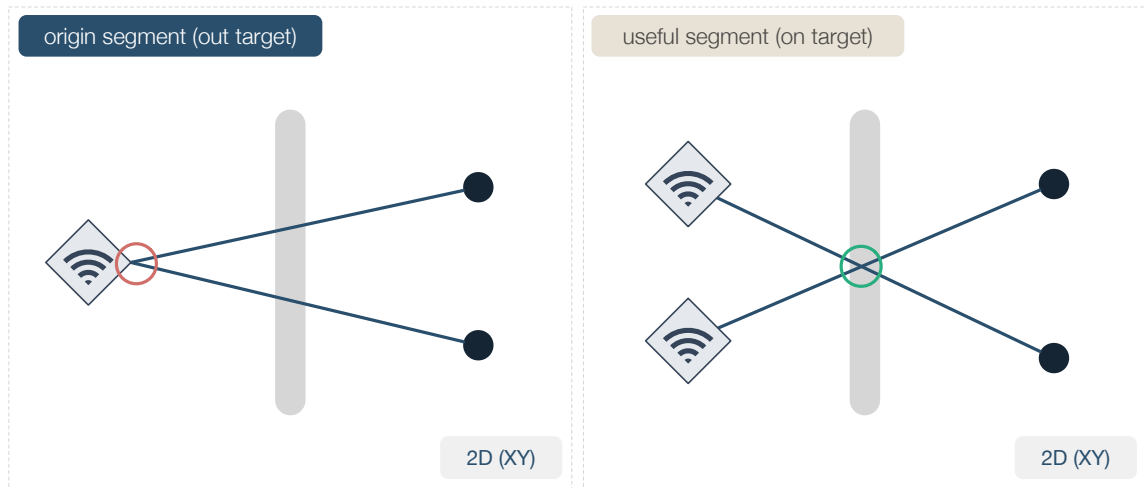 origin segment (out target)
useful segment (on target)
2D (XY)
2D (XY)